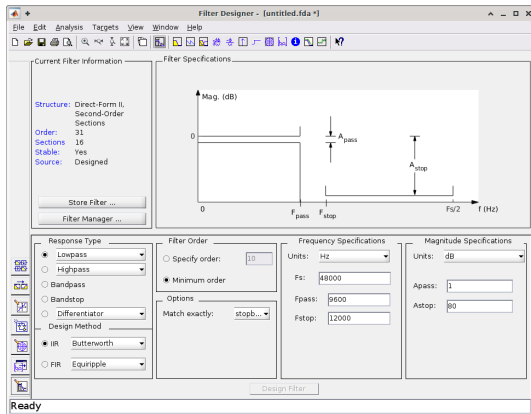 Filter Designer - [untitled.fda *]
File Edit Analysis Targets View Window Help
Current Filter Information
Structure: Direct-Form II,
Second-Order
Sections
Order: 31
Sections 16
Stable: Yes
Source: Designed
Store Filter ...
Filter Manager ...
Filter Specifications
Mag. (dB)
0
Apass
Astop
0
Fpass
Fstop
Fs/2
f (Hz)
Response Type
Lowpass
Highpass
Bandpass
Bandstop
Differentiator
Design Method
IIR Butterworth
FIR Equiripple
Filter Order
Specify order: 10
Minimum order
Options
Match exactly: stopb...
Frequency Specifications
Units: Hz
Fs: 48000
Fpass: 9600
Fstop: 12000
Magnitude Specifications
Units: dB
Apass: 1
Astop: 80
Design Filter
Ready